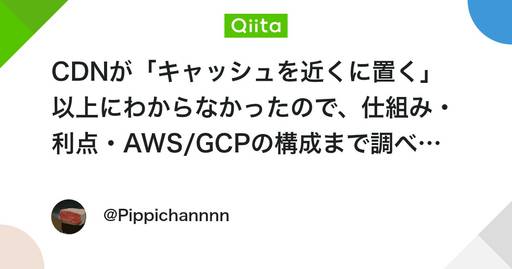 Qiita
CDNが「キャッシュを近くに置く」
以上にわからなかったので、仕組み・
利点・AWS/GCPの構成まで調べ…
@Pippichannnn